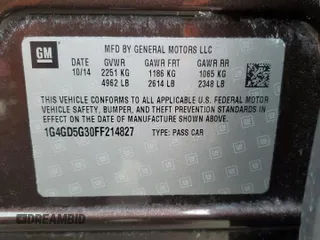 GM
MFD BY GENERAL MOTORS LLC
DATE GVWR GAWR FRT GAWR RR
10/14 2251 KG 1186 KG 1065 KG
4962 LB 2614 LB 2348 LB
THIS VEHICLE CONFORMS TO ALL APPLICABLE U.S. FEDERAL MOTOR
VEHICLE SAFETY, BUMPER, AND THEFT PREVENTION STANDARDS
IN EFFECT ON THE DATE OF MANUFACTURE SHOWN ABOVE.
1G4GD5G30FF214827 TYPE: PASS CAR
DREAMBID